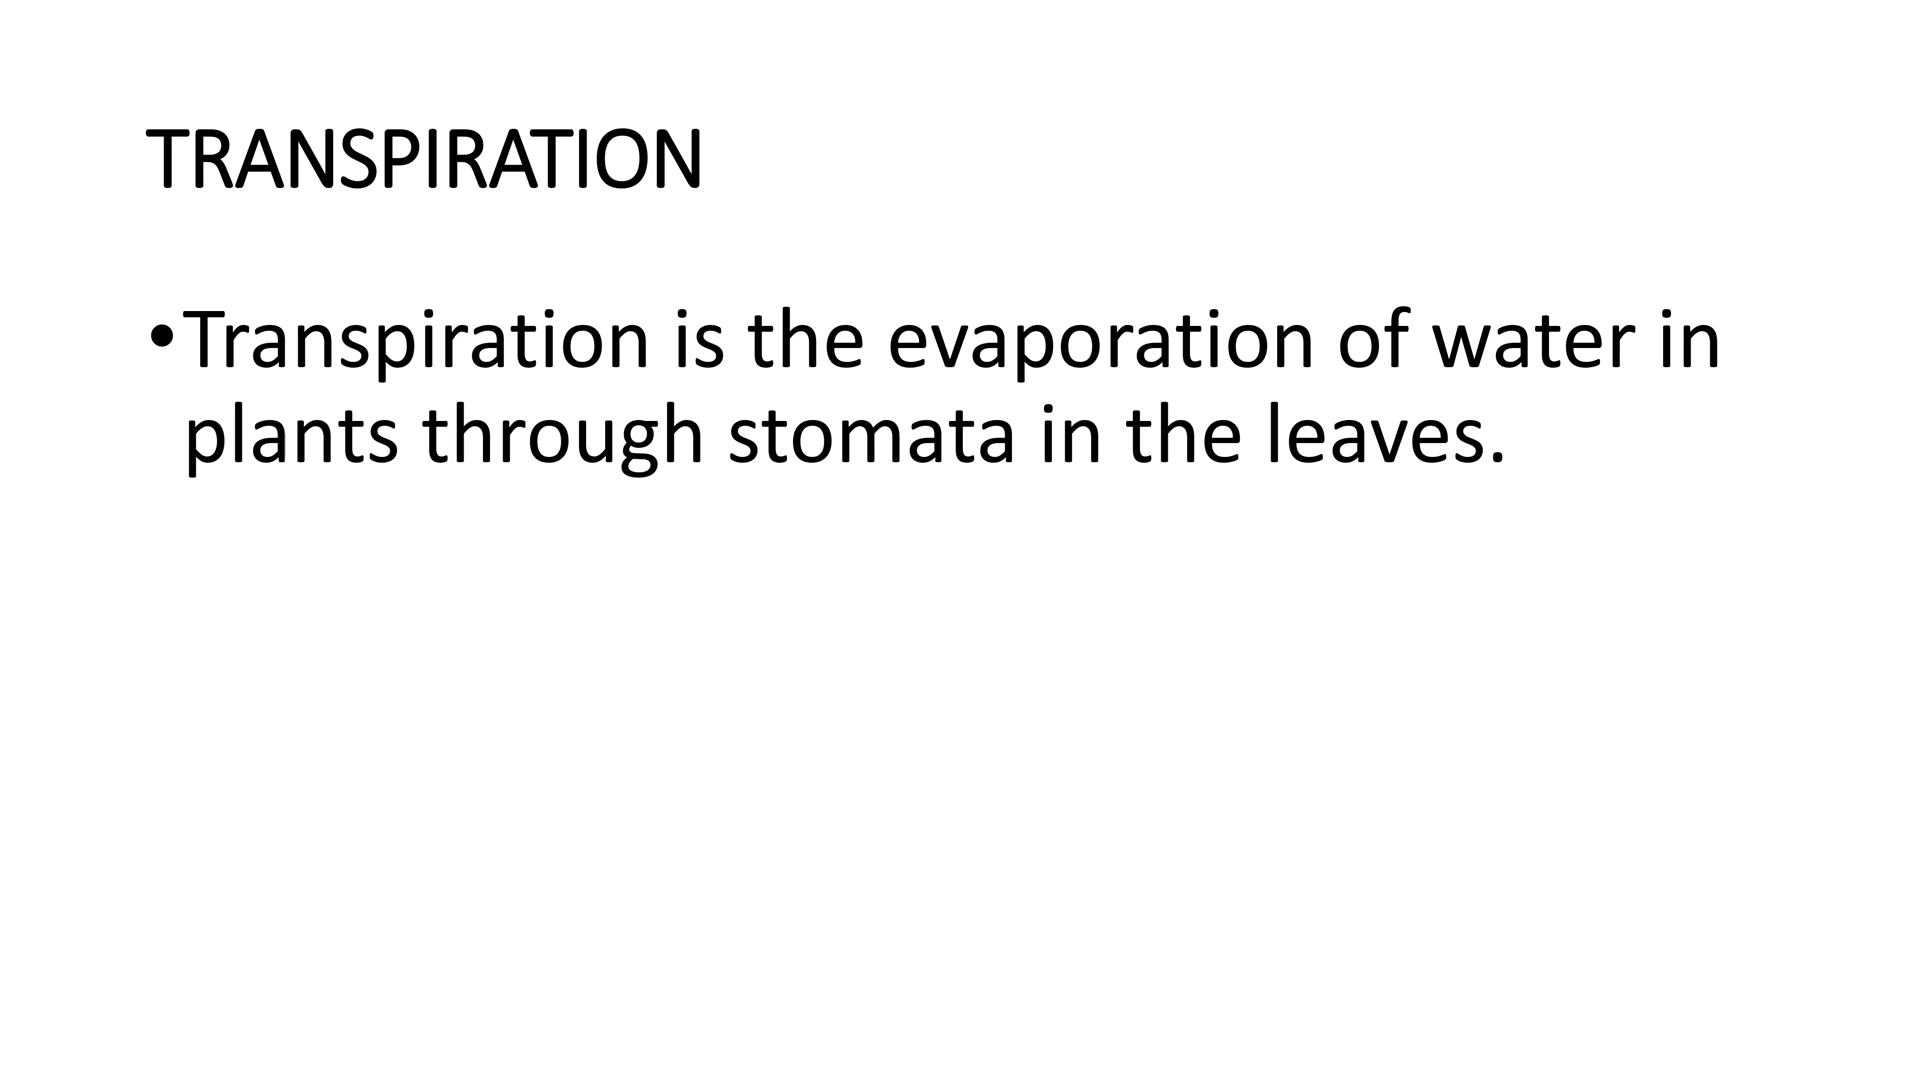 TRANSPIRATION
•Transpiration is the evaporation of water in
plants through stomata in the leaves.